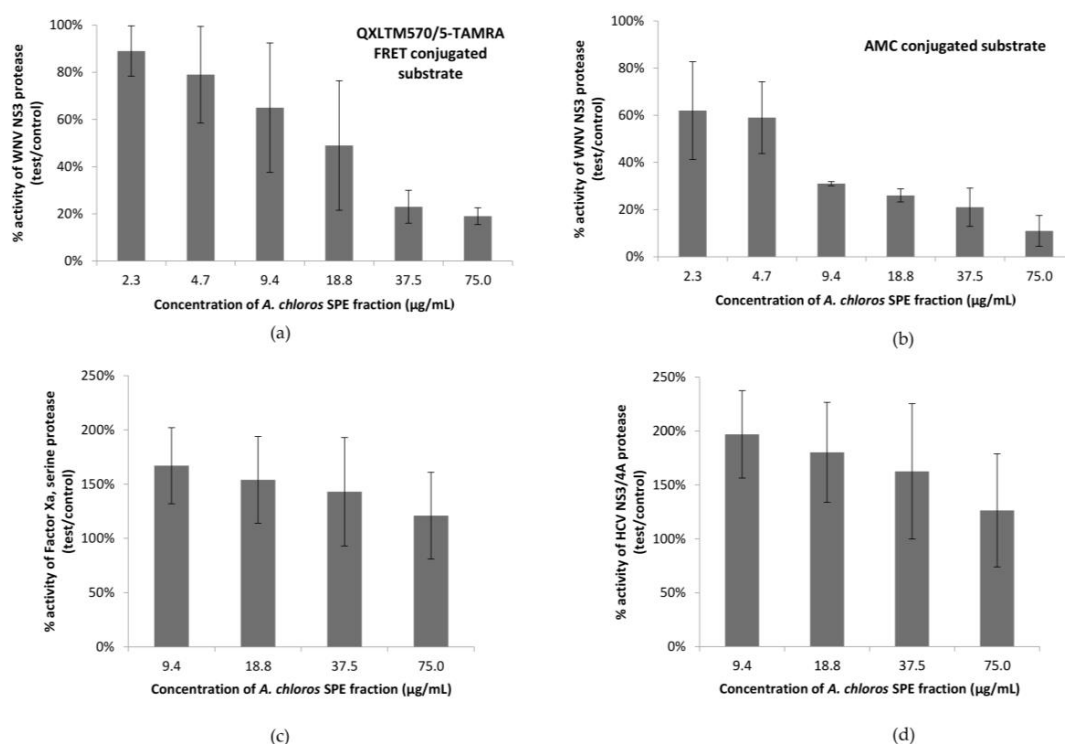 100%
80%
60%
40%
20%
0%
% activity of WNV NS3 protease
(test/control)
QXLTM570/5-TAMRA
FRET conjugated
substrate
2.3 4.7 9.4 18.8 37.5 75.0
Concentration of A. chloros SPE fraction (µg/mL)
(a)
100%
80%
60%
40%
20%
0%
% activity of WNV NS3 protease
(test/control)
AMC conjugated substrate
2.3 4.7 9.4 18.8 37.5 75.0
Concentration of A. chloros SPE fraction (µg/mL)
(b)
250%
200%
150%
100%
50%
0%
% activity of Factor Xa, serine protease
(test/control)
9.4 18.8 37.5 75.0
Concentration of A. chloros SPE fraction (µg/mL)
(c)
250%
200%
150%
100%
50%
0%
% activity of HCV NS3/4A protease
(test/control)
9.4 18.8 37.5 75.0
Concentration of A. chloros SPE fraction (µg/mL)
(d)